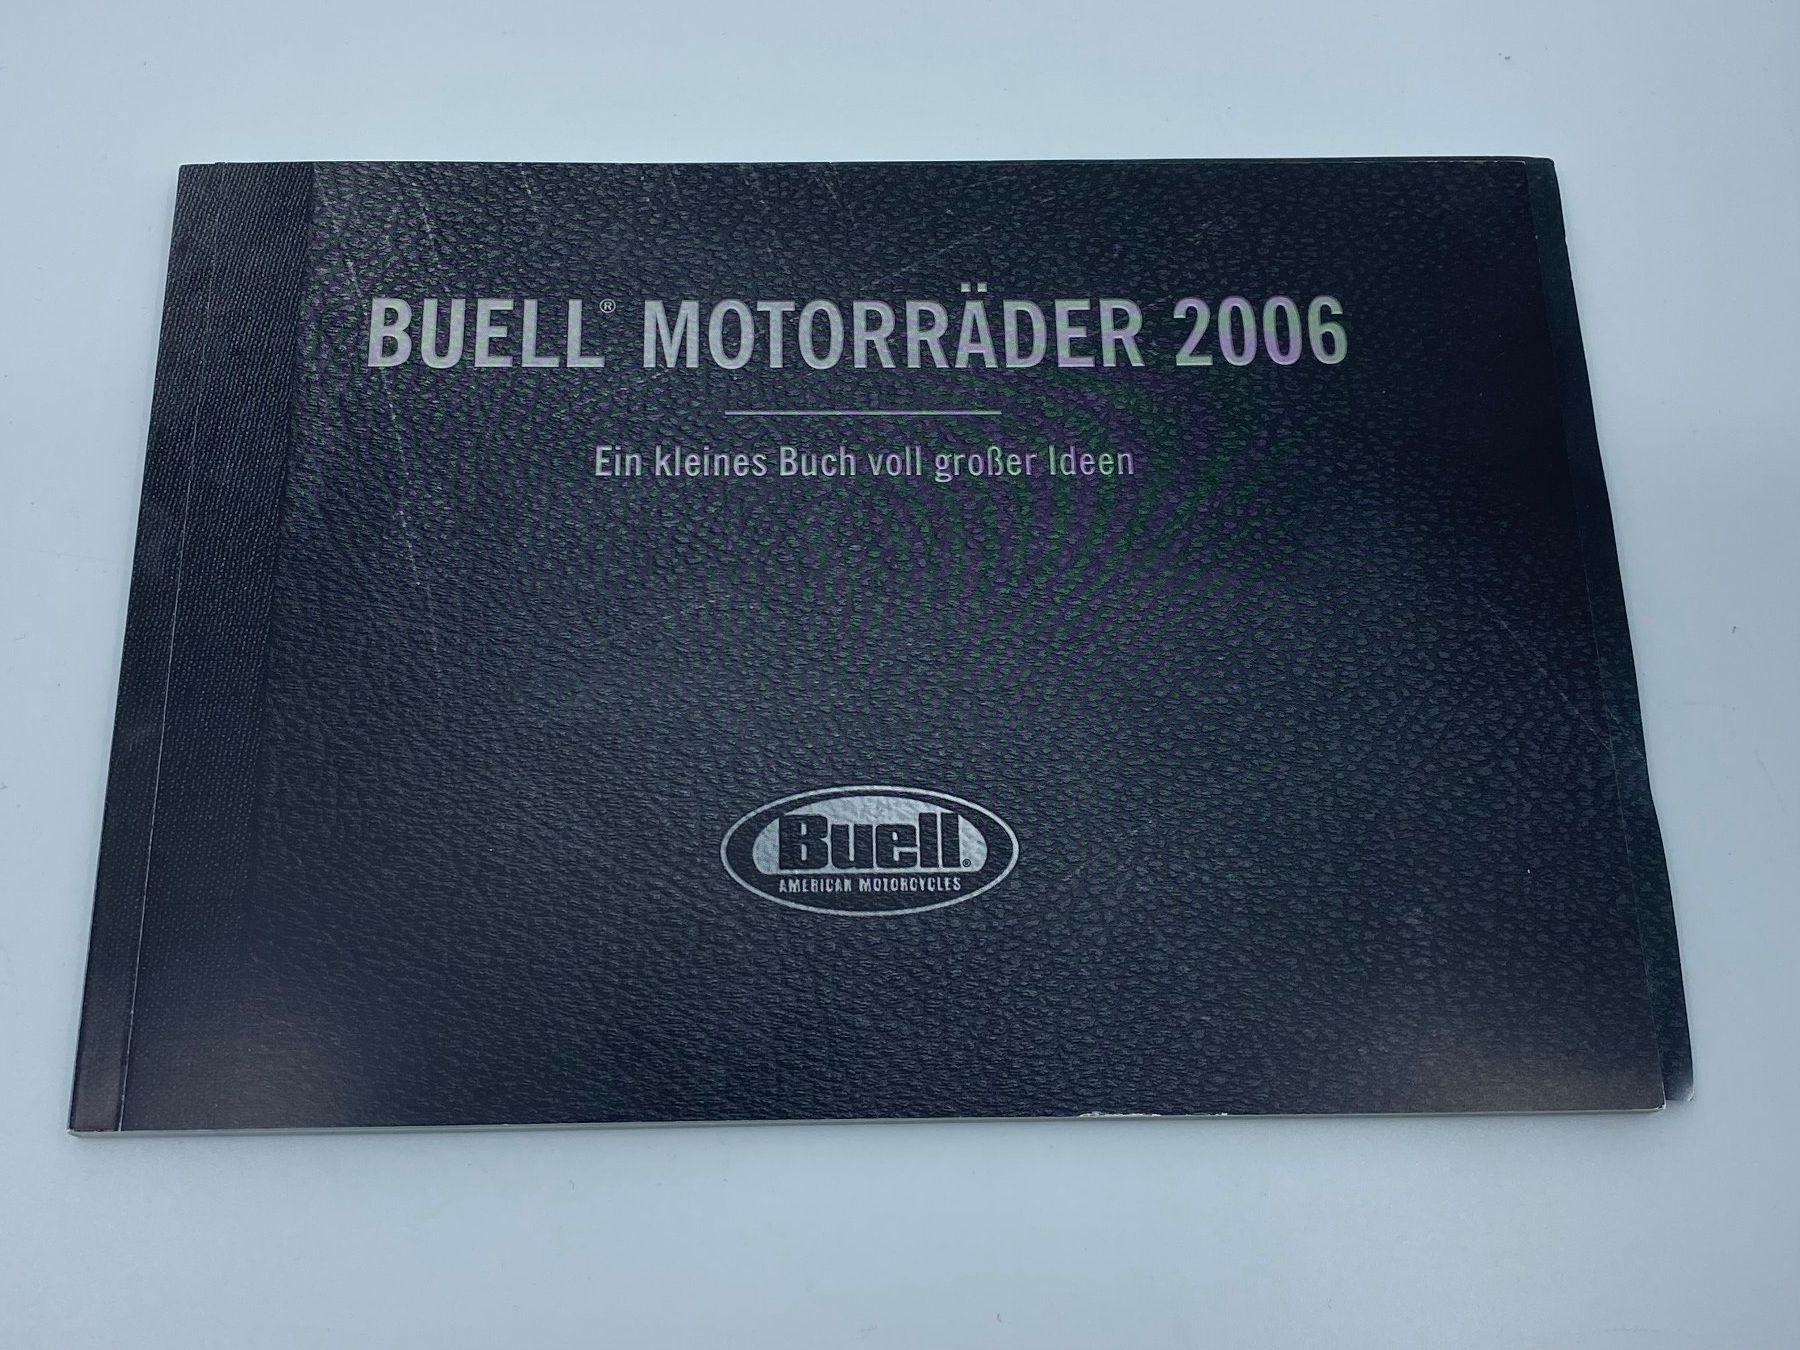 BUELL® MOTORRÄDER 2006
Ein kleines Buch voll großer Ideen
Buell®
AMERICAN MOTORCYCLES